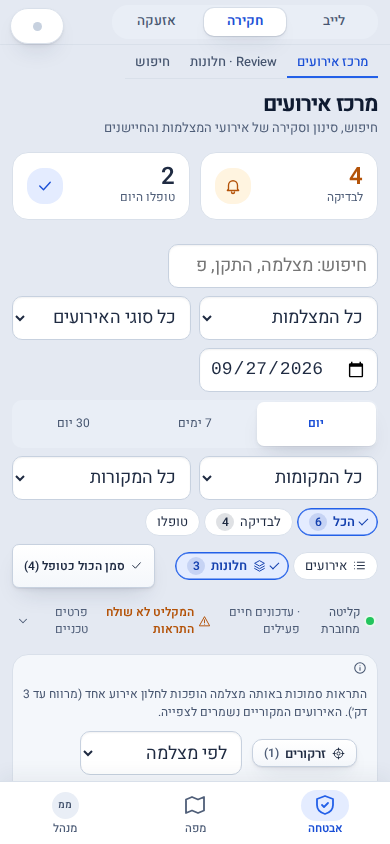 לייב
חקירה
אזעקה
מרכז אירועים
Review · חלונות
חיפוש
מרכז אירועים
חיפוש, סינון וסקירה של אירועי המצלמות והחיישנים
4
לבדיקה
2
טופלו היום
חיפוש: מצלמה, התקן, פ
כל המצלמות
כל סוגי האירועים
09/27/2026
יום
7 ימים
30 יום
כל המקומות
כל המקורות
הכל 6
לבדיקה 4
טופלו
אירועים
חלונות 3
סמן הכול כטופל (4)
קליטה
מחוברת
· עדכונים חיים
פעילים
המקליט לא שולח
התראות
פרטים
טכניים
התראות סמוכות באותה מצלמה הופכות לחלון אירוע אחד (מרווח עד 3
דק'). האירועים המקוריים נשמרים לצפייה.
זרקורים (1)
לפי מצלמה
אבטחה
מפה
ממ
מנהל